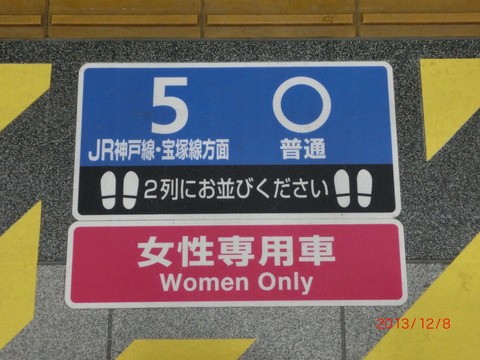 5 ○
JR神戸線・宝塚線方面 普通
2列にお並びください
女性専用車
Women Only
2013/12/8